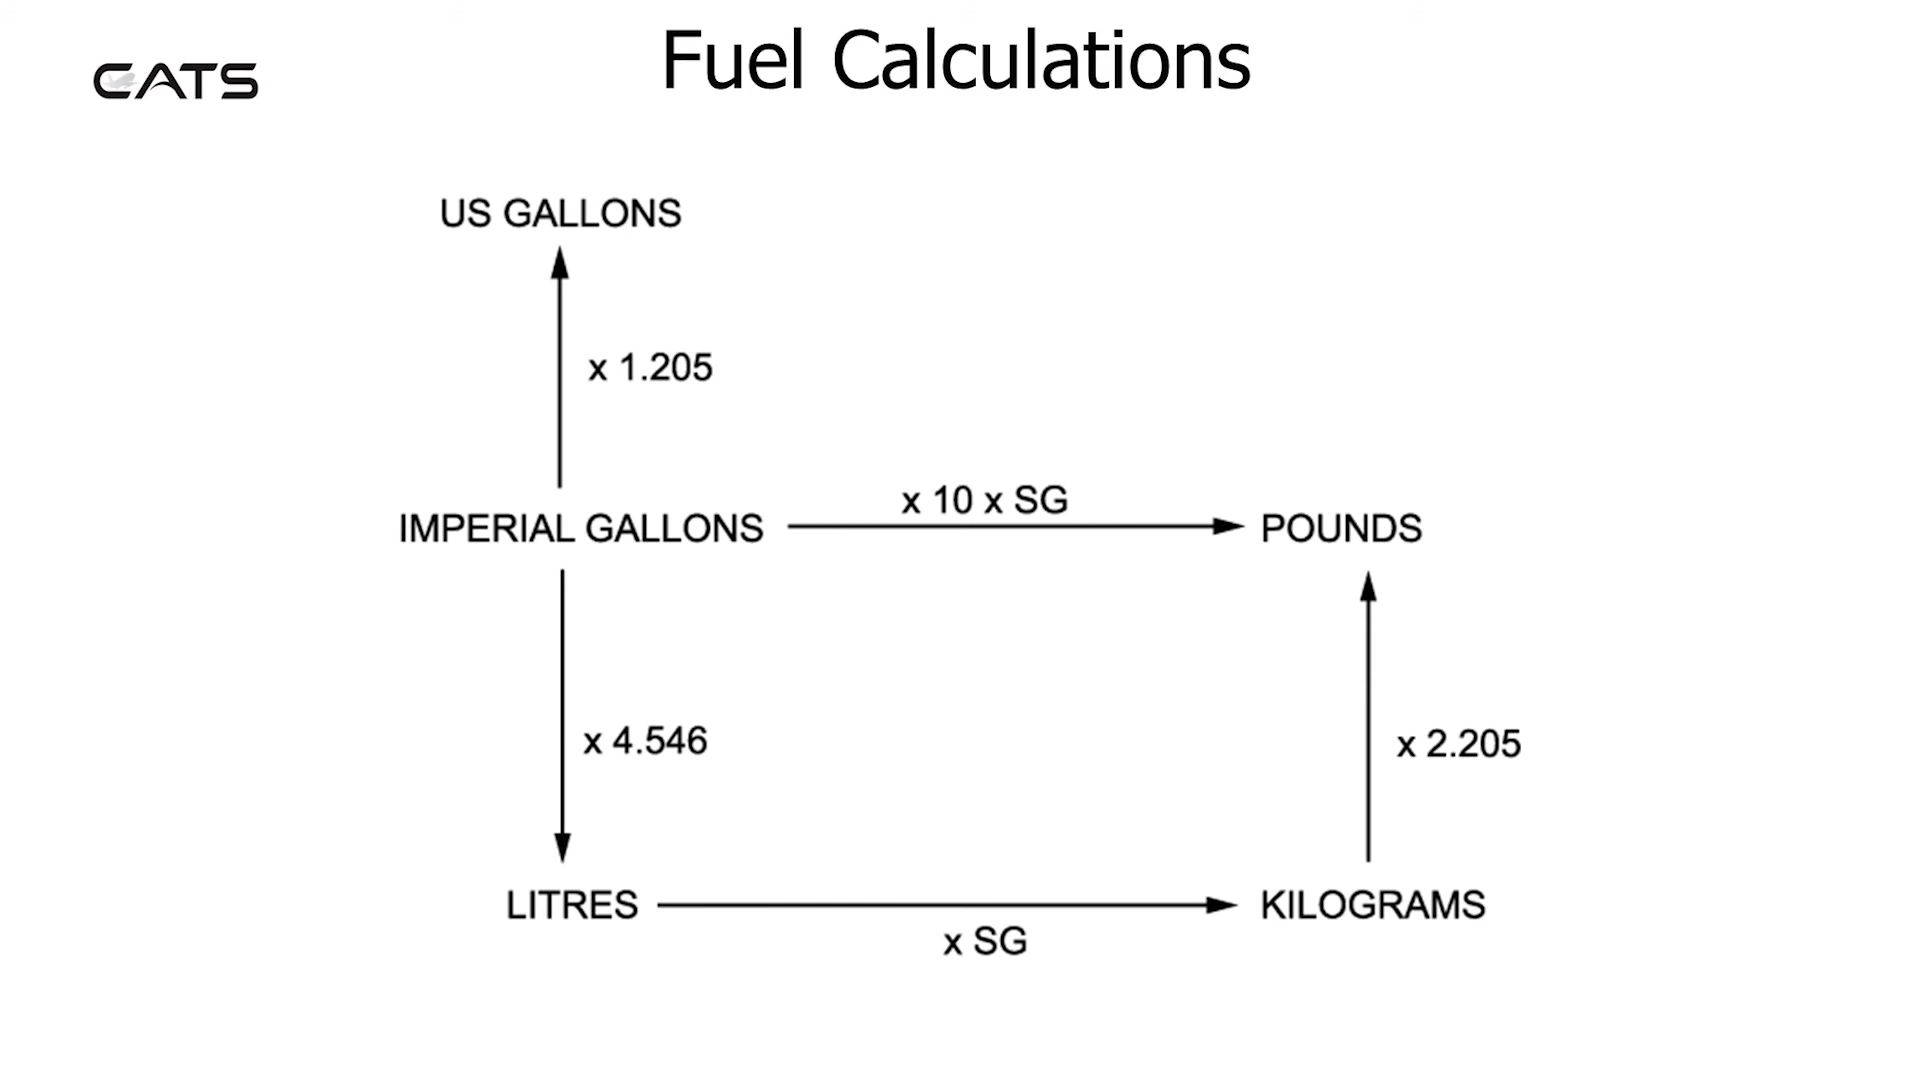 CATS
Fuel Calculations
US GALLONS
x 1.205
x 10 x SG
IMPERIAL GALLONS
POUNDS
x 4.546
x 2.205
LITRES
KILOGRAMS
x SG